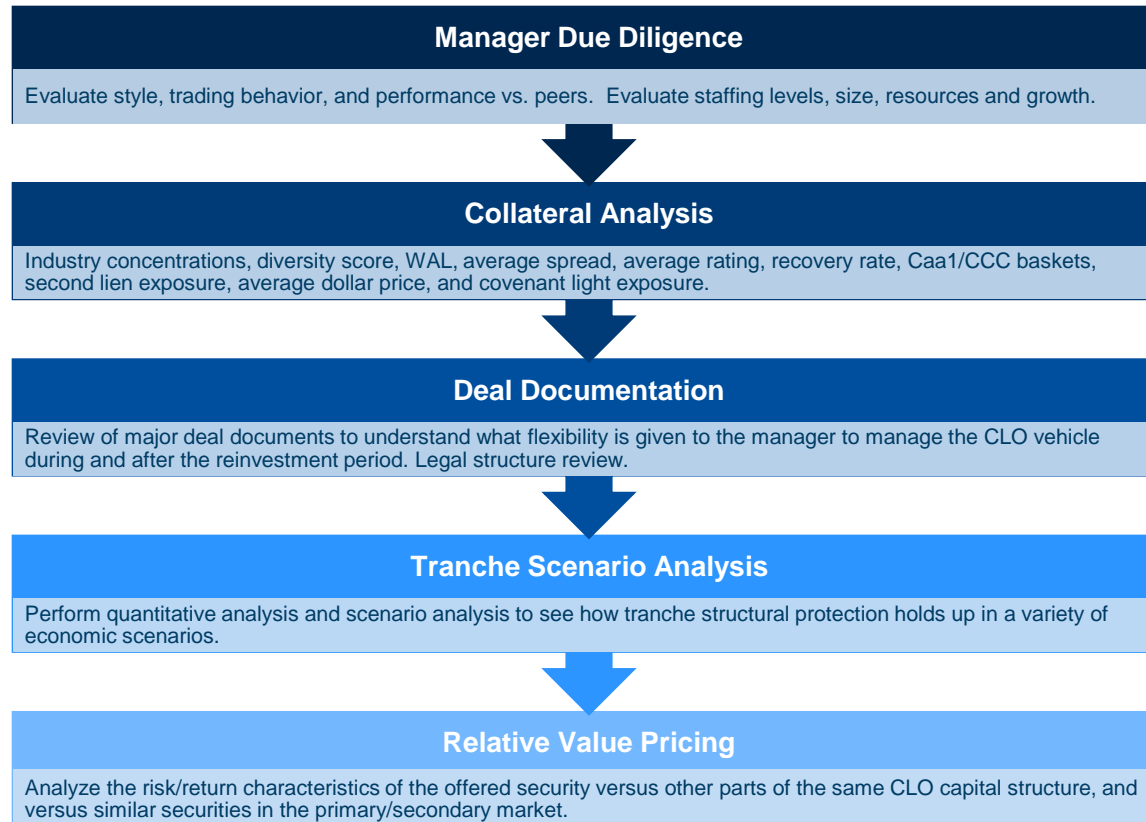 Manager Due Diligence
Evaluate style, trading behavior, and performance vs. peers.  Evaluate staffing levels, size, resources and growth.
Collateral Analysis
Industry concentrations, diversity score, WAL, average spread, average rating, recovery rate, Caa1/CCC baskets,
second lien exposure, average dollar price, and covenant light exposure.
Deal Documentation
Review of major deal documents to understand what flexibility is given to the manager to manage the CLO vehicle
during and after the reinvestment period. Legal structure review.
Tranche Scenario Analysis
Perform quantitative analysis and scenario analysis to see how tranche structural protection holds up in a variety of
economic scenarios.
Relative Value Pricing
Analyze the risk/return characteristics of the offered security versus other parts of the same CLO capital structure, and
versus similar securities in the primary/secondary market.